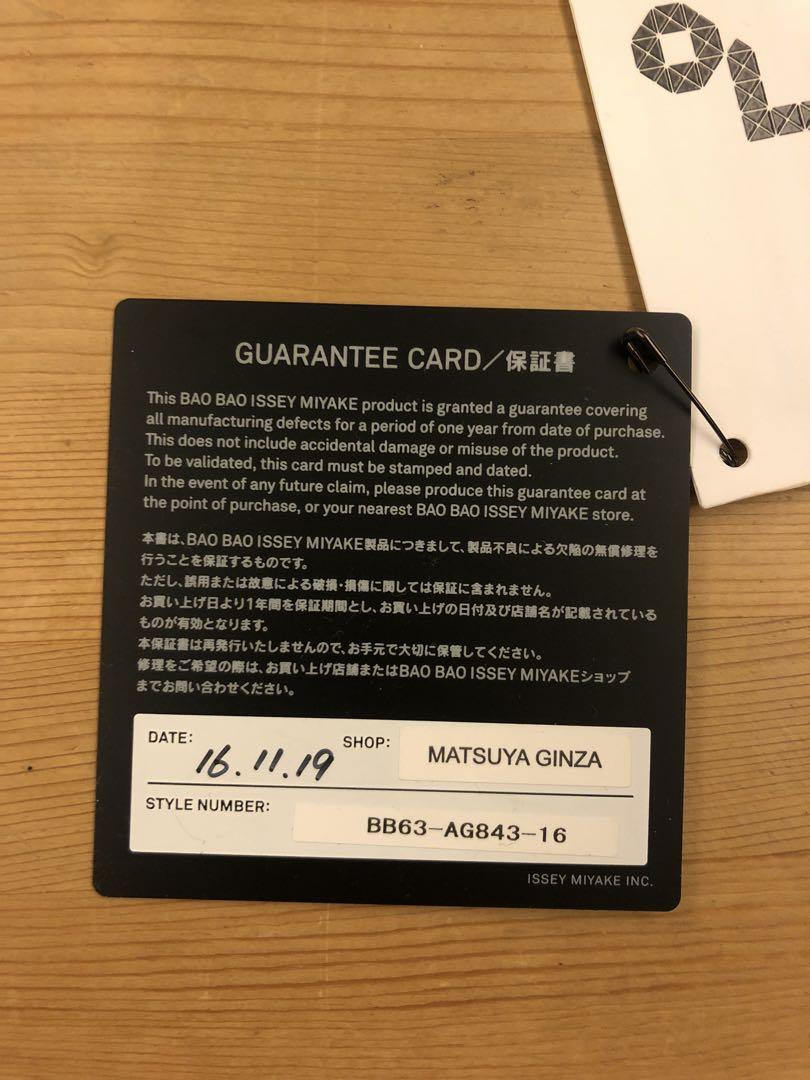 GUARANTEE CARD/保証書
This BAO BAO ISSEY MIYAKE product is granted a guarantee covering
all manufacturing defects for a period of one year from date of purchase.
This does not include accidental damage or misuse of the product.
To be validated, this card must be stamped and dated.
In the event of any future claim, please produce this guarantee card at
the point of purchase, or your nearest BAO BAO ISSEY MIYAKE store.
本書は、BAO BAO ISSEY MIYAKE製品につきまして、製品不良による欠陥の無償修理を
行うことを保証するものです。
ただし、誤用または故意による破損・損傷に関しては保証に含まれません。
お買い上げ日より1年間を保証期間とし、お買い上げの日付及び店舗名が記載されている
ものが有効となります。
本保証書は再発行いたしませんので、お手元で大切に保管してください。
修理をご希望の際は、お買い上げ店舗またはBAO BAO ISSEY MIYAKEショップ
までお問い合わせください。
DATE: 16.11.19 SHOP: MATSUYA GINZA
STYLE NUMBER: BB63-AG843-16
ISSEY MIYAKE INC.